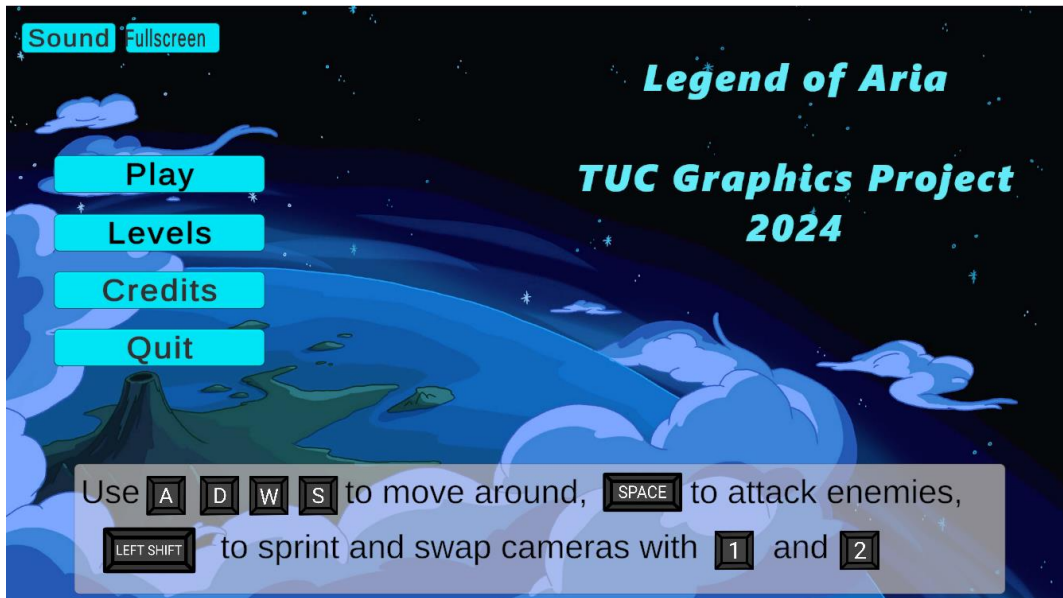 Sound Fullscreen
Legend of Aria
TUC Graphics Project
2024
Play
Levels
Credits
Quit
Use A D W S to move around, SPACE to attack enemies,
LEFT SHIFT to sprint and swap cameras with 1 and 2